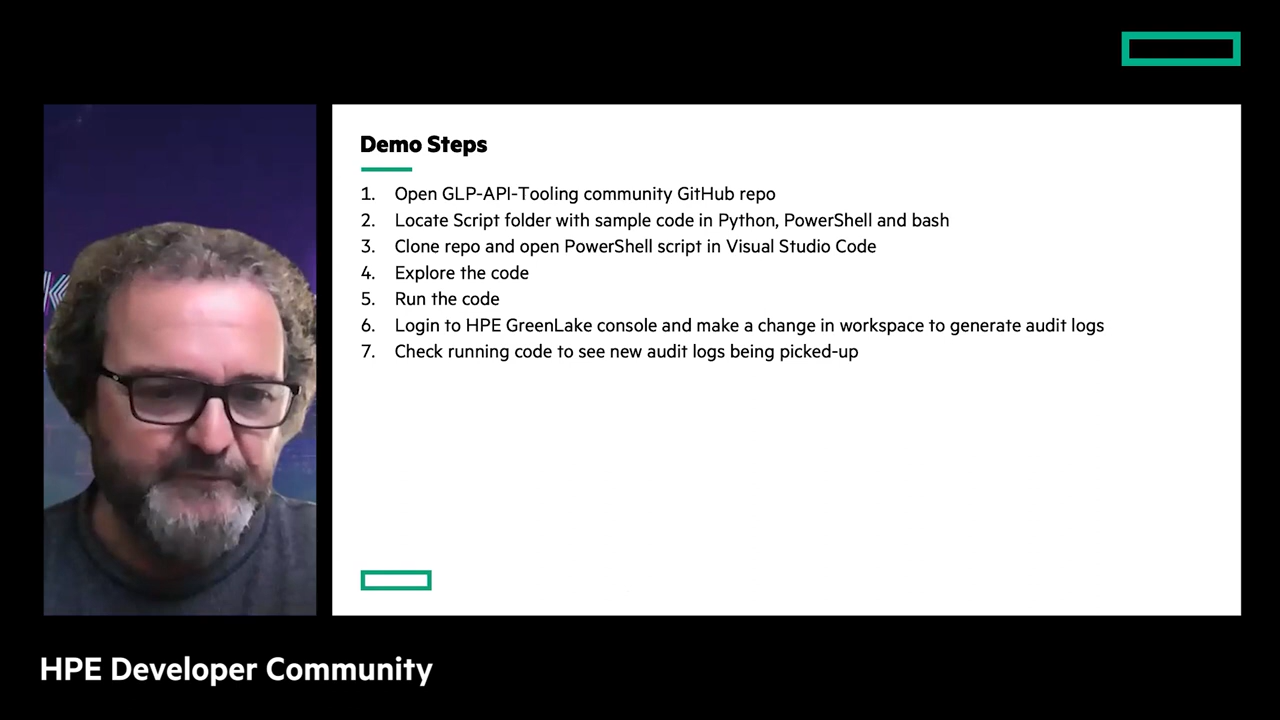 Demo Steps
1. Open GLP-API-Tooling community GitHub repo
2. Locate Script folder with sample code in Python, PowerShell and bash
3. Clone repo and open PowerShell script in Visual Studio Code
4. Explore the code
5. Run the code
6. Login to HPE GreenLake console and make a change in workspace to generate audit logs
7. Check running code to see new audit logs being picked-up
HPE Developer Community